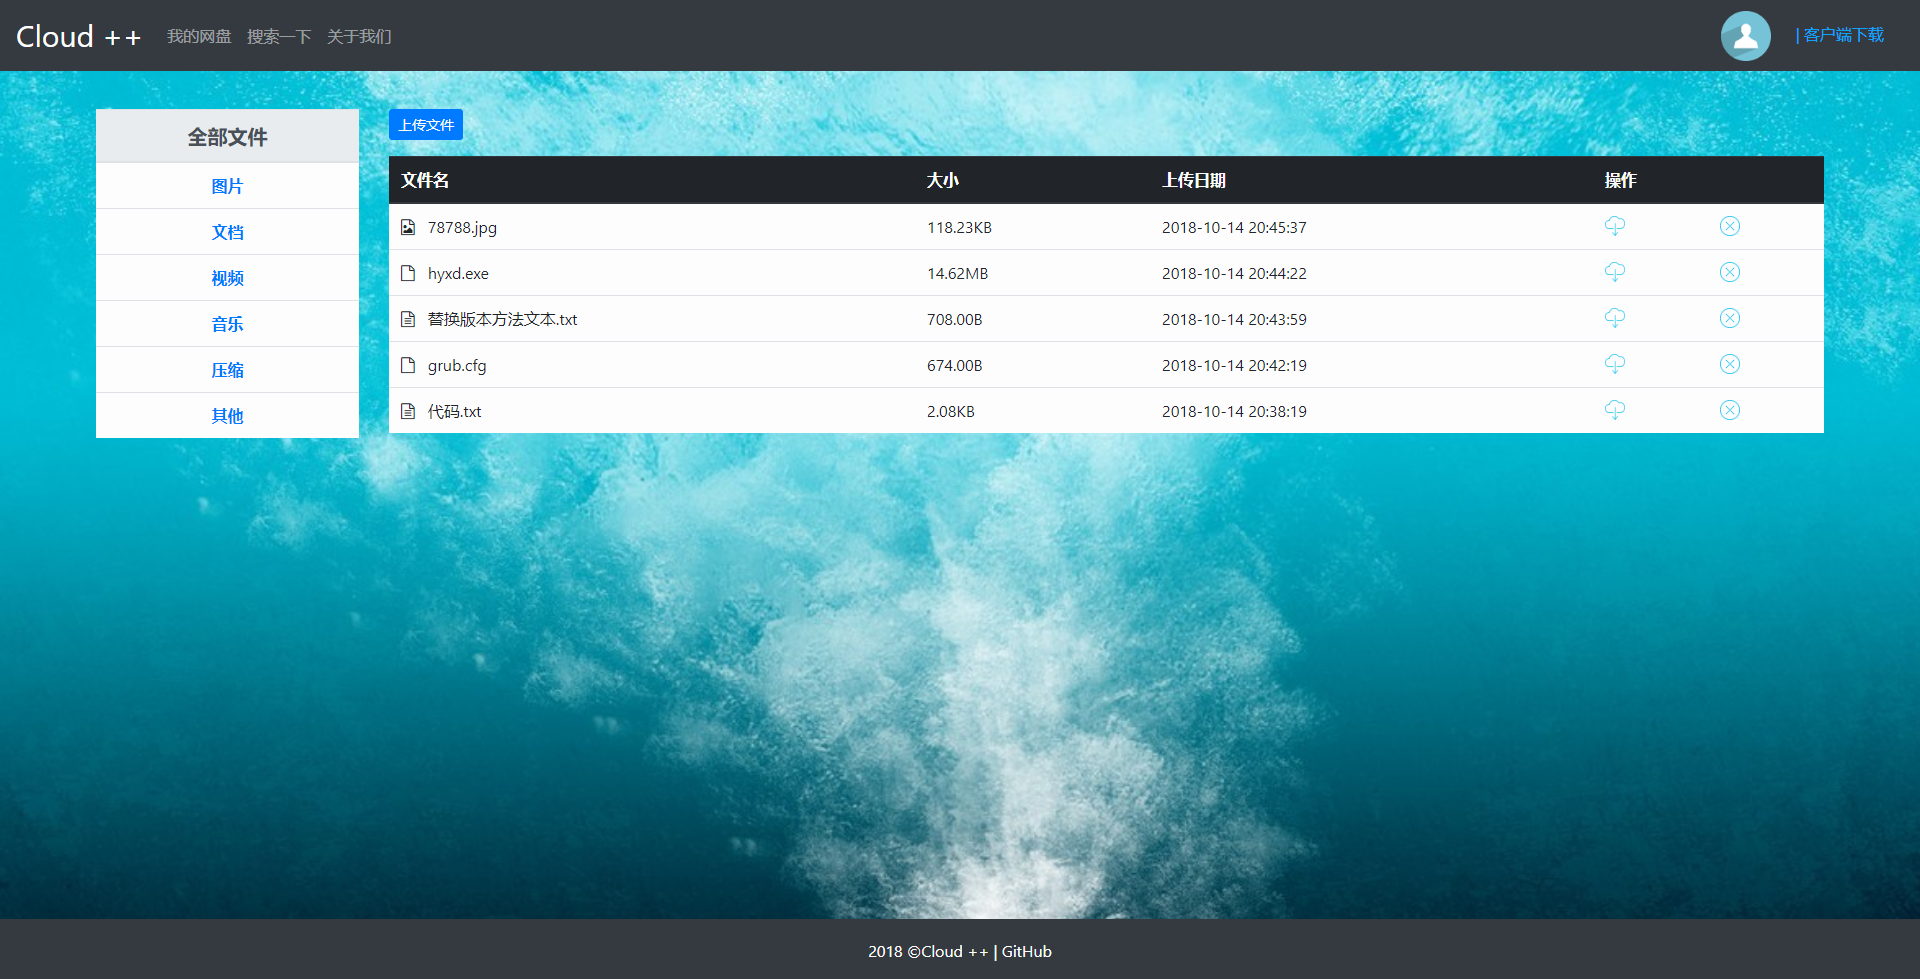 Cloud ++ 我的网盘 搜索一下 关于我们 | 客户端下载
全部文件
图片
文档
视频
音乐
压缩
其他
上传文件
文件名 大小 上传日期 操作
78788.jpg 118.23KB 2018-10-14 20:45:37
hyxd.exe 14.62MB 2018-10-14 20:44:22
替换版本方法文本.txt 708.00B 2018-10-14 20:43:59
grub.cfg 674.00B 2018-10-14 20:42:19
代码.txt 2.08KB 2018-10-14 20:38:19
2018 ©Cloud ++ | GitHub